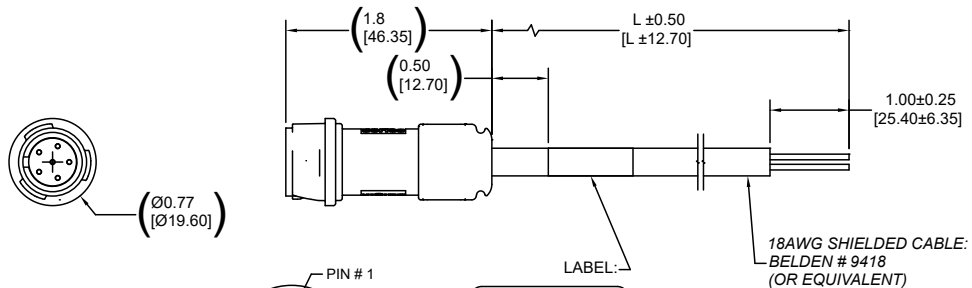 1.8
[46.35]
L ±0.50
[L ±12.70]
0.50
[12.70]
1.00±0.25
[25.40±6.35]
Ø0.77
[Ø19.60]
18AWG SHIELDED CABLE:
BELDEN # 9418
(OR EQUIVALENT)
LABEL:
PIN # 1